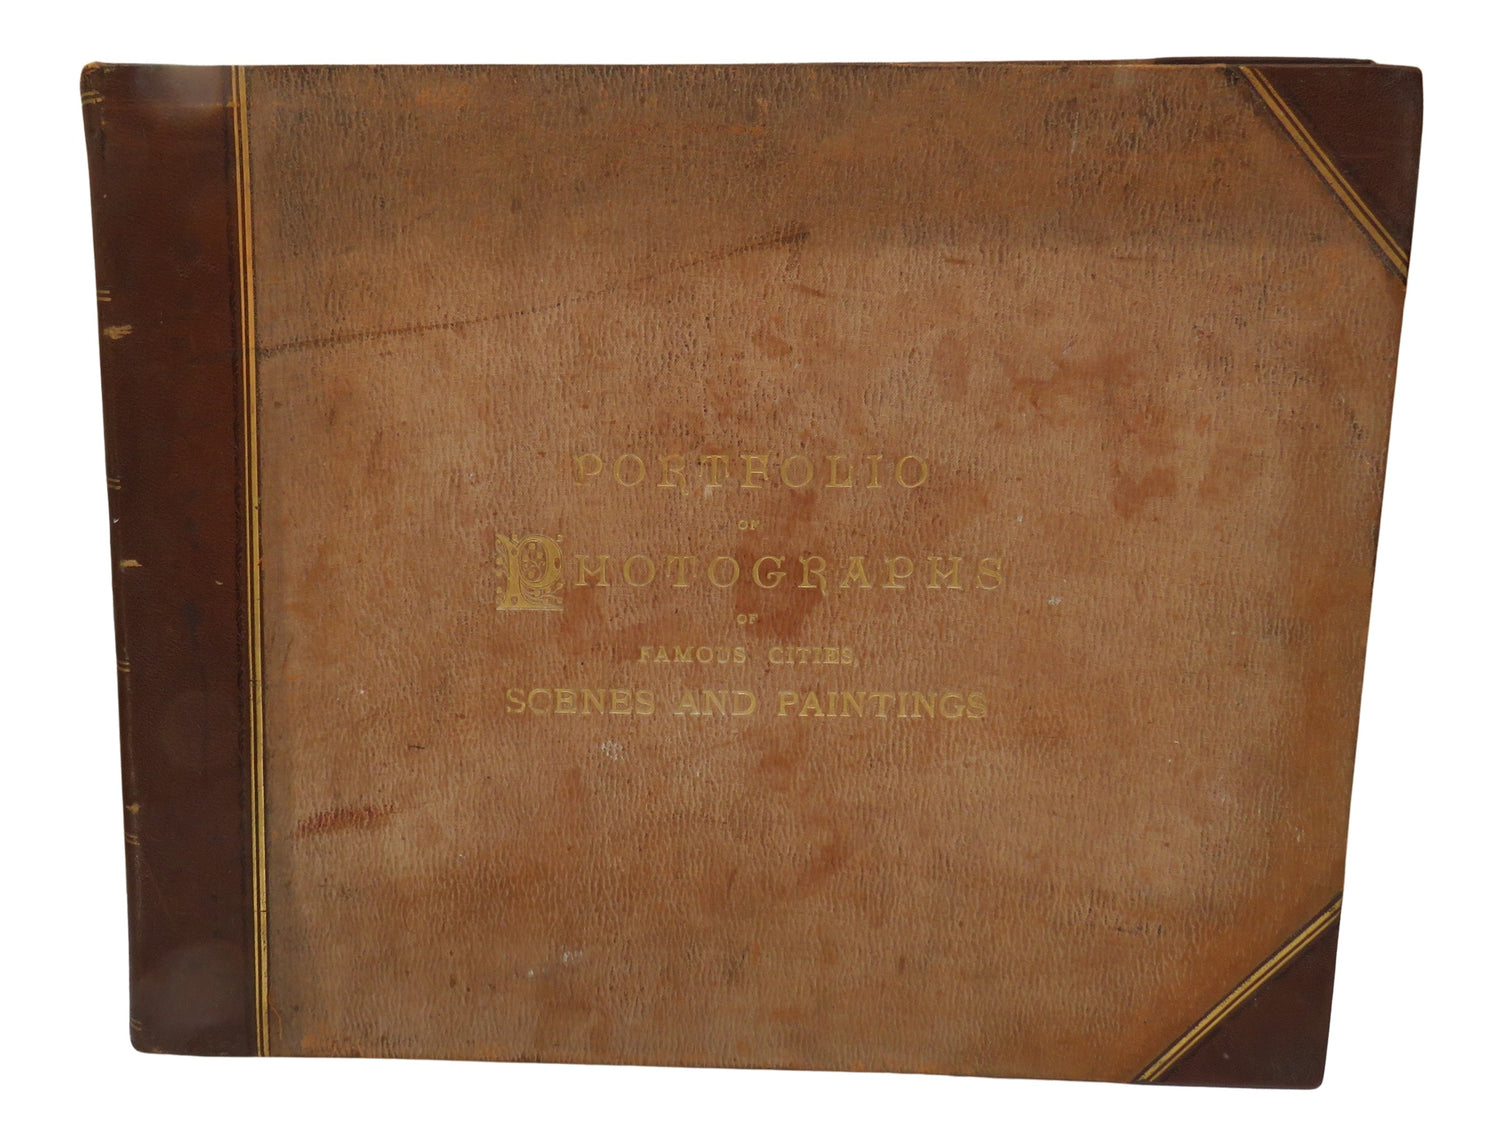 PORTFOLIO
OF
PHOTOGRAPHS
OF
FAMOUS CITIES,
SCENES AND PAINTINGS